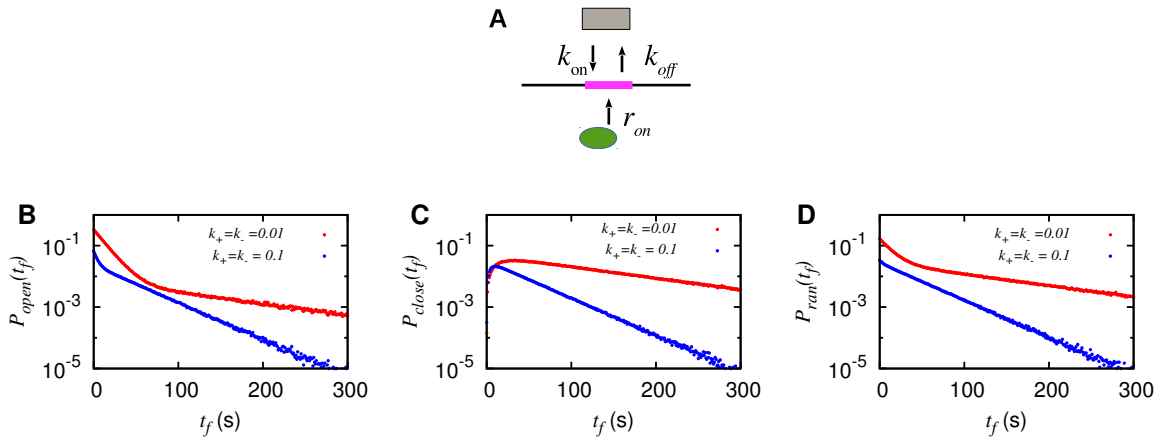 A
k_on k_off
r_on
B
P_open(t_f)
10^-1
10^-3
10^-5
k_+=k_-=0.01
k_+=k_-= 0.1
0 100 200 300
t_f (s)
C
P_close(t_f)
10^-1
10^-3
10^-5
k_+=k_-=0.01
k_+=k_-= 0.1
0 100 200 300
t_f (s)
D
P_ran(t_f)
10^-1
10^-3
10^-5
k_+=k_-=0.01
k_+=k_-= 0.1
0 100 200 300
t_f (s)